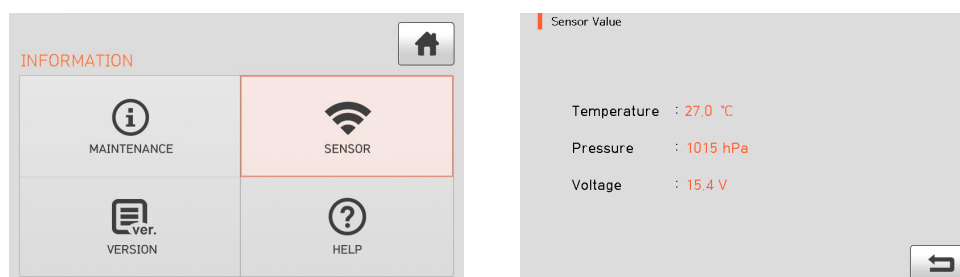 INFORMATION
MAINTENANCE
SENSOR
ver.
VERSION
HELP
Sensor Value
Temperature : 27.0 ℃
Pressure : 1015 hPa
Voltage : 15.4 V